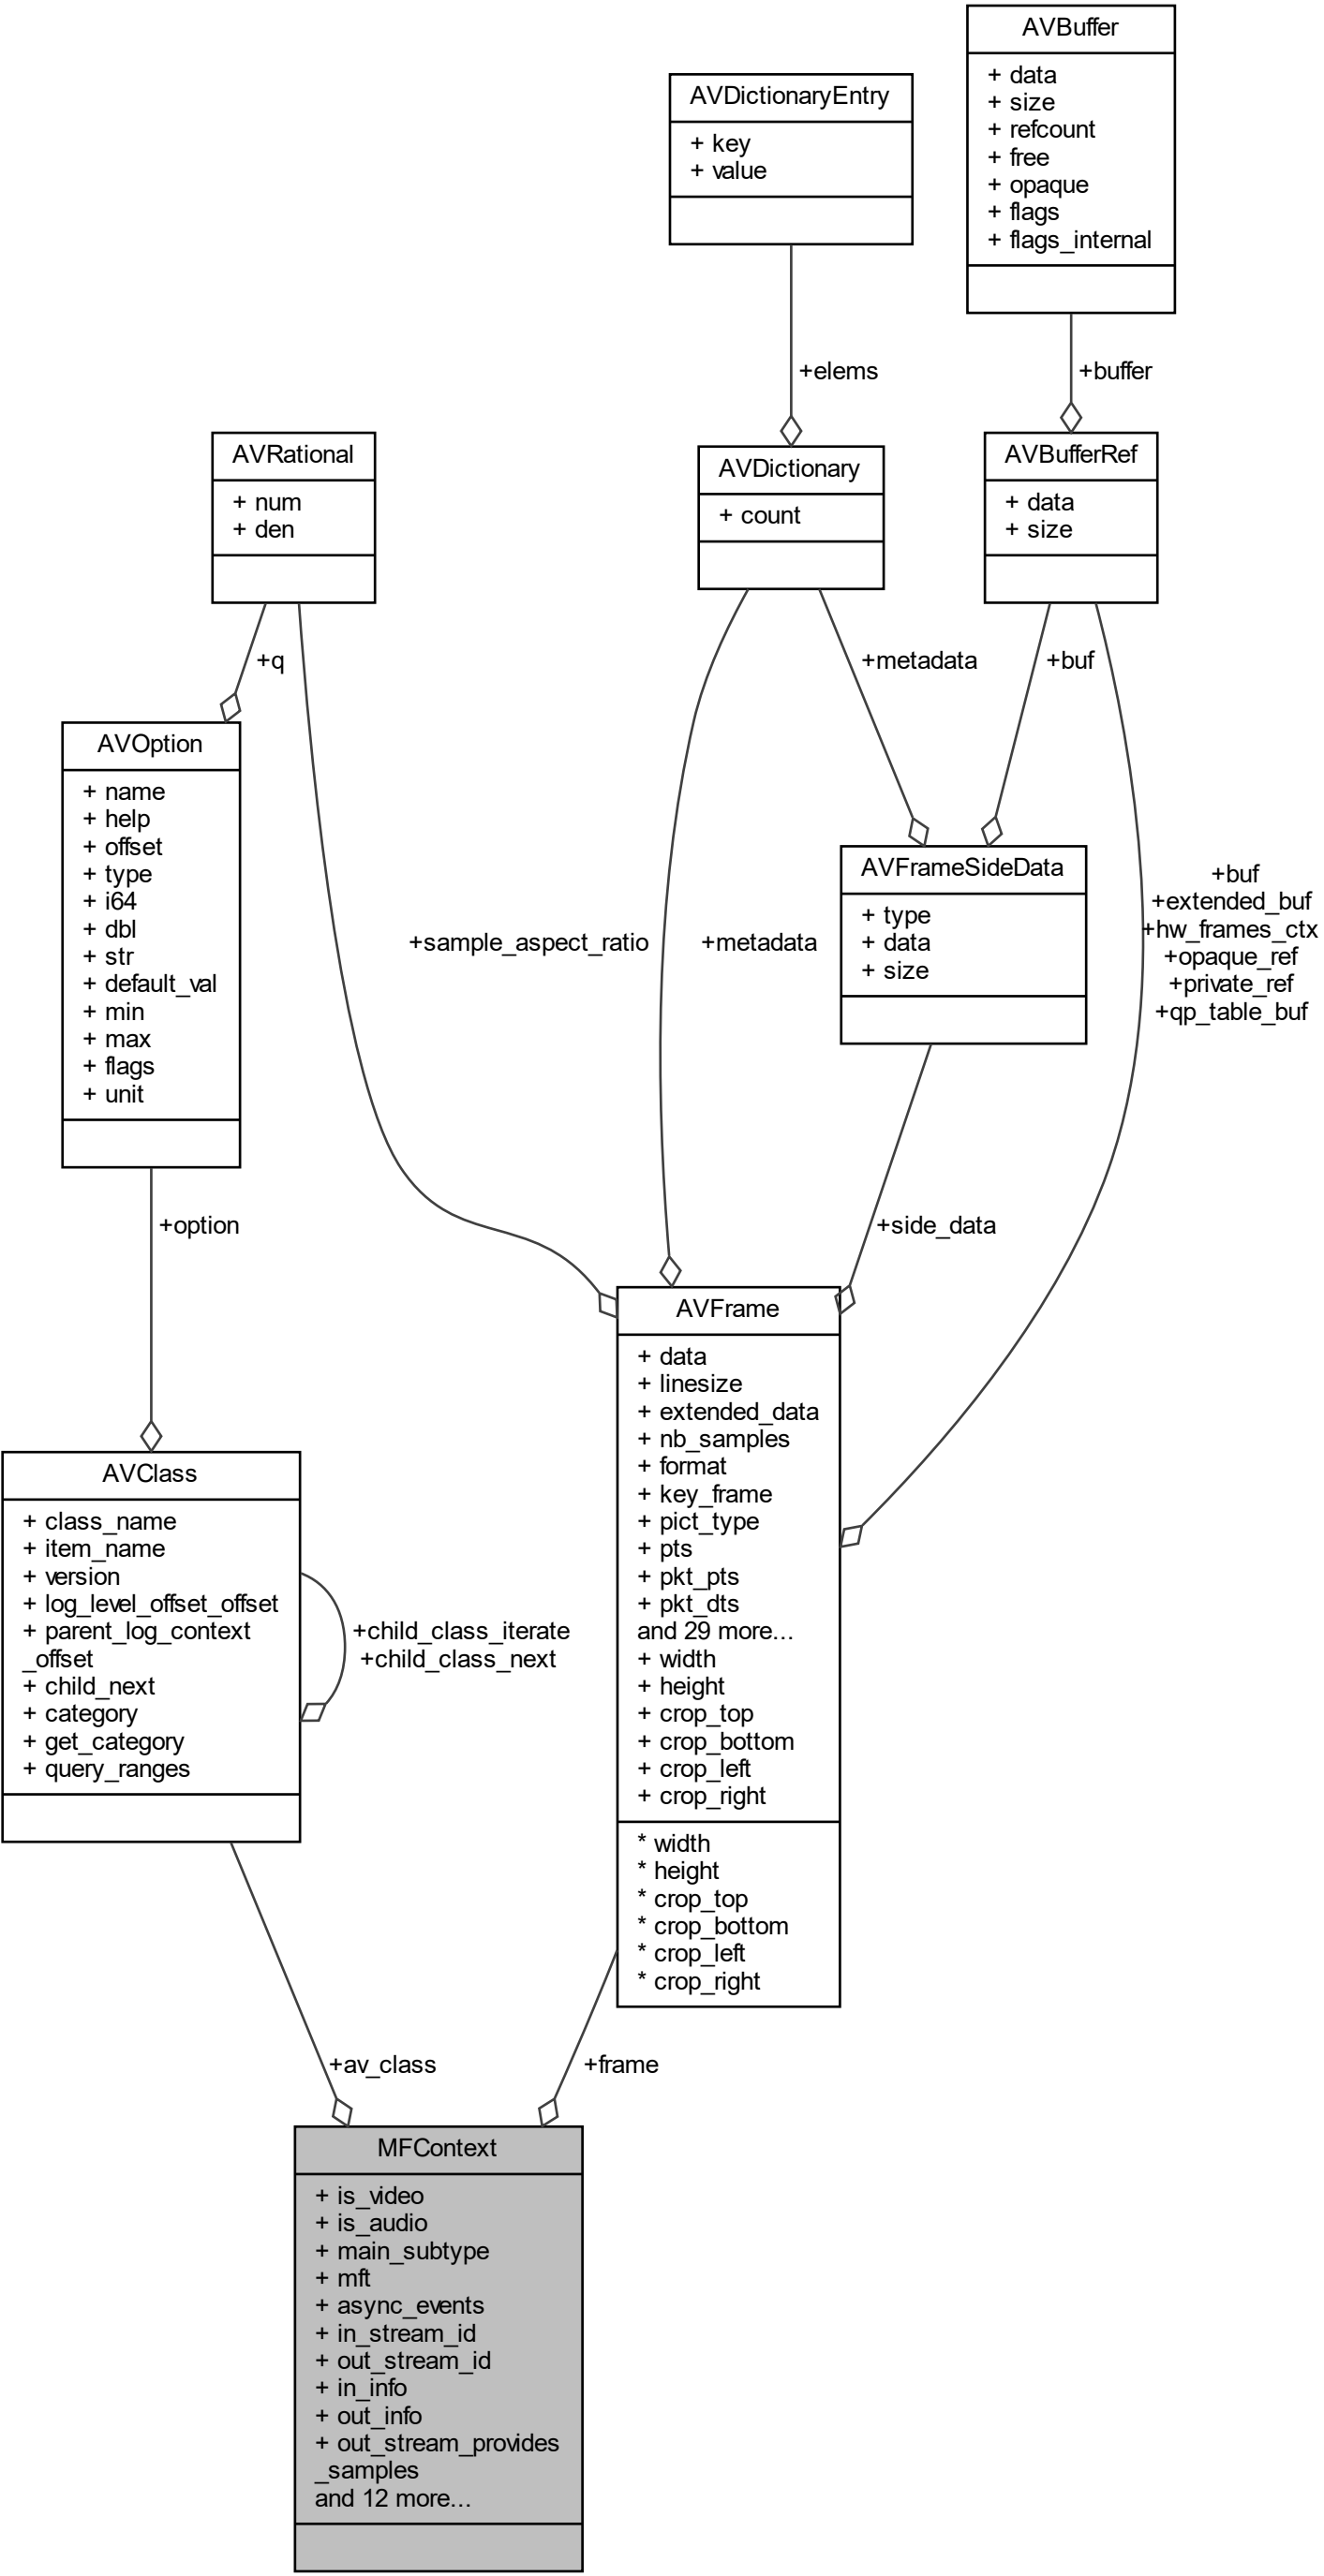 AVBuffer
+ data
+ size
+ refcount
+ free
+ opaque
+ flags
+ flags_internal
AVDictionaryEntry
+ key
+ value
+elems
+buffer
AVRational
+ num
+ den
AVDictionary
+ count
AVBufferRef
+ data
+ size
+q
+metadata
+buf
AVOption
+ name
+ help
+ offset
+ type
+ i64
+ dbl
+ str
+ default_val
+ min
+ max
+ flags
+ unit
+sample_aspect_ratio
+metadata
AVFrameSideData
+ type
+ data
+ size
+buf
+extended_buf
+hw_frames_ctx
+opaque_ref
+private_ref
+qp_table_buf
+option
+side_data
AVFrame
+ data
+ linesize
+ extended_data
+ nb_samples
+ format
+ key_frame
+ pict_type
+ pts
+ pkt_pts
+ pkt_dts
and 29 more...
+ width
+ height
+ crop_top
+ crop_bottom
+ crop_left
+ crop_right
* width
* height
* crop_top
* crop_bottom
* crop_left
* crop_right
AVClass
+ class_name
+ item_name
+ version
+ log_level_offset_offset
+ parent_log_context
_offset
+ child_next
+ category
+ get_category
+ query_ranges
+child_class_iterate
+child_class_next
+av_class
+frame
MFContext
+ is_video
+ is_audio
+ main_subtype
+ mft
+ async_events
+ in_stream_id
+ out_stream_id
+ in_info
+ out_info
+ out_stream_provides
_samples
and 12 more...